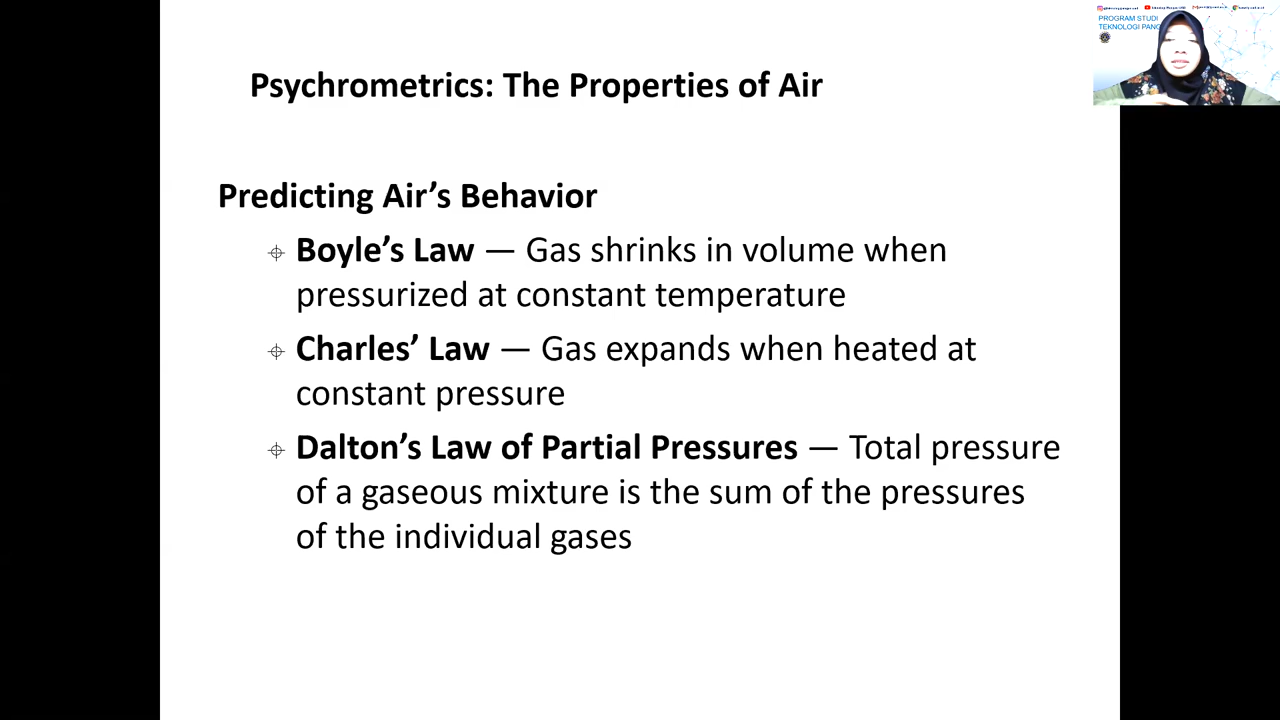 Psychrometrics: The Properties of Air
Predicting Air’s Behavior
Boyle’s Law — Gas shrinks in volume when
pressurized at constant temperature
Charles’ Law — Gas expands when heated at
constant pressure
Dalton’s Law of Partial Pressures — Total pressure
of a gaseous mixture is the sum of the pressures
of the individual gases
PROGRAM STUDI
TEKNOLOGI